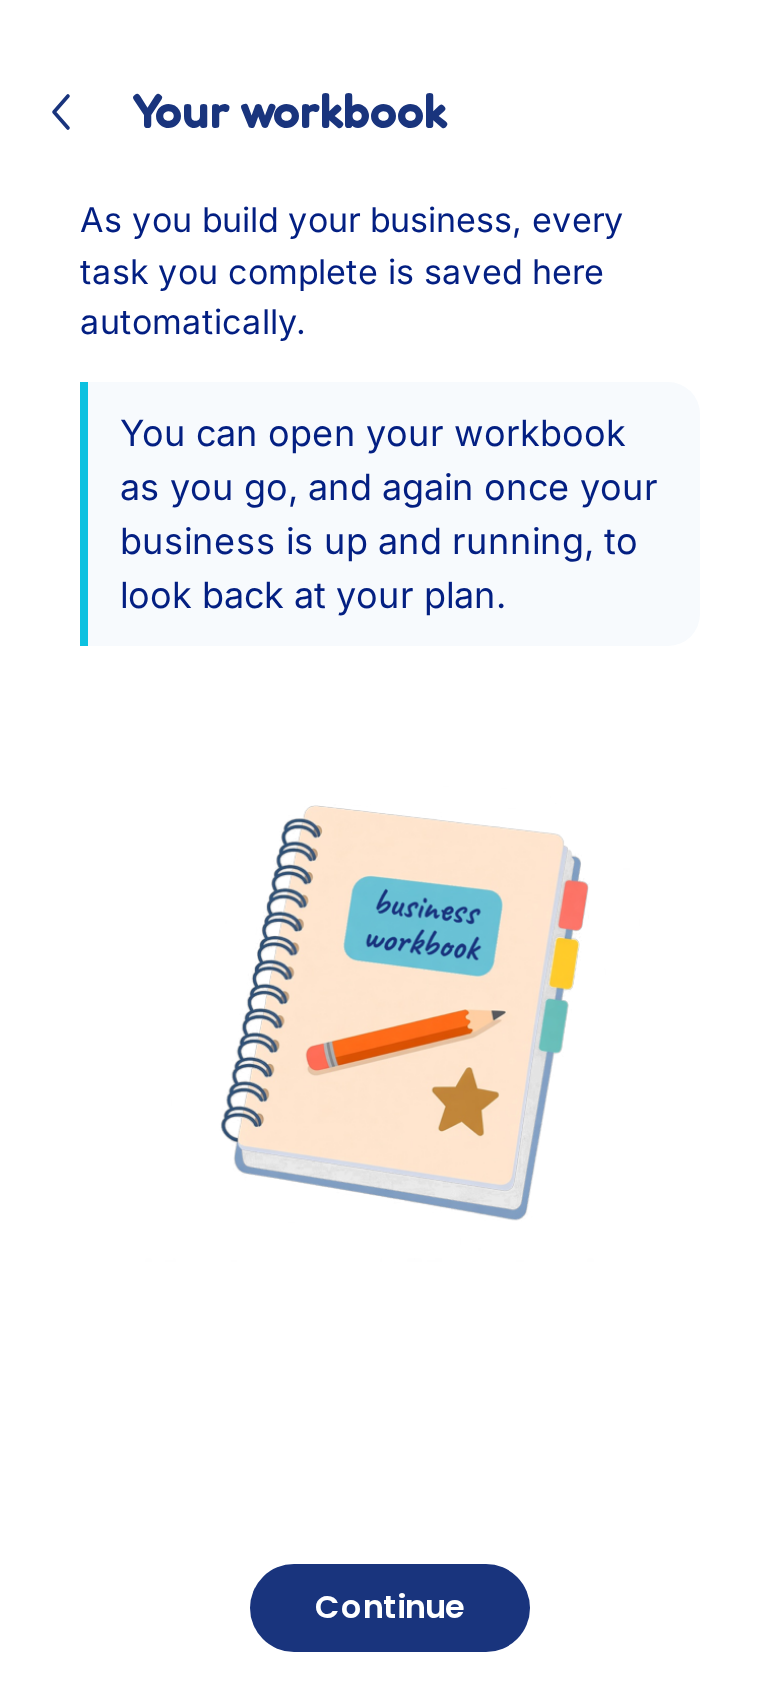 Your workbook
As you build your business, every
task you complete is saved here
automatically.
You can open your workbook
as you go, and again once your
business is up and running, to
look back at your plan.
business
workbook
Continue